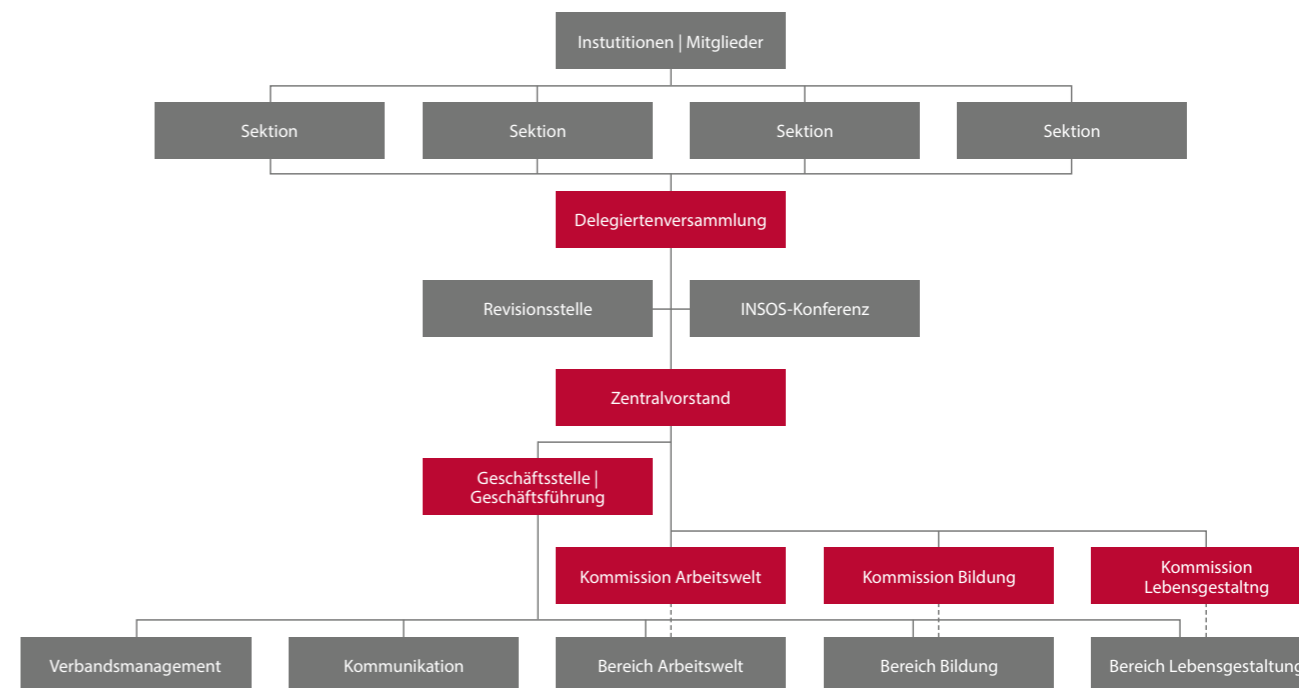 Instutitionen | Mitglieder
Sektion
Sektion
Sektion
Sektion
Delegiertenversammlung
Revisionsstelle
INSOS-Konferenz
Zentralvorstand
Geschäftsstelle |
Geschäftsführung
Kommission Arbeitswelt
Kommission Bildung
Kommission
Lebensgestaltng
Verbandsmanagement
Kommunikation
Bereich Arbeitswelt
Bereich Bildung
Bereich Lebensgestaltung